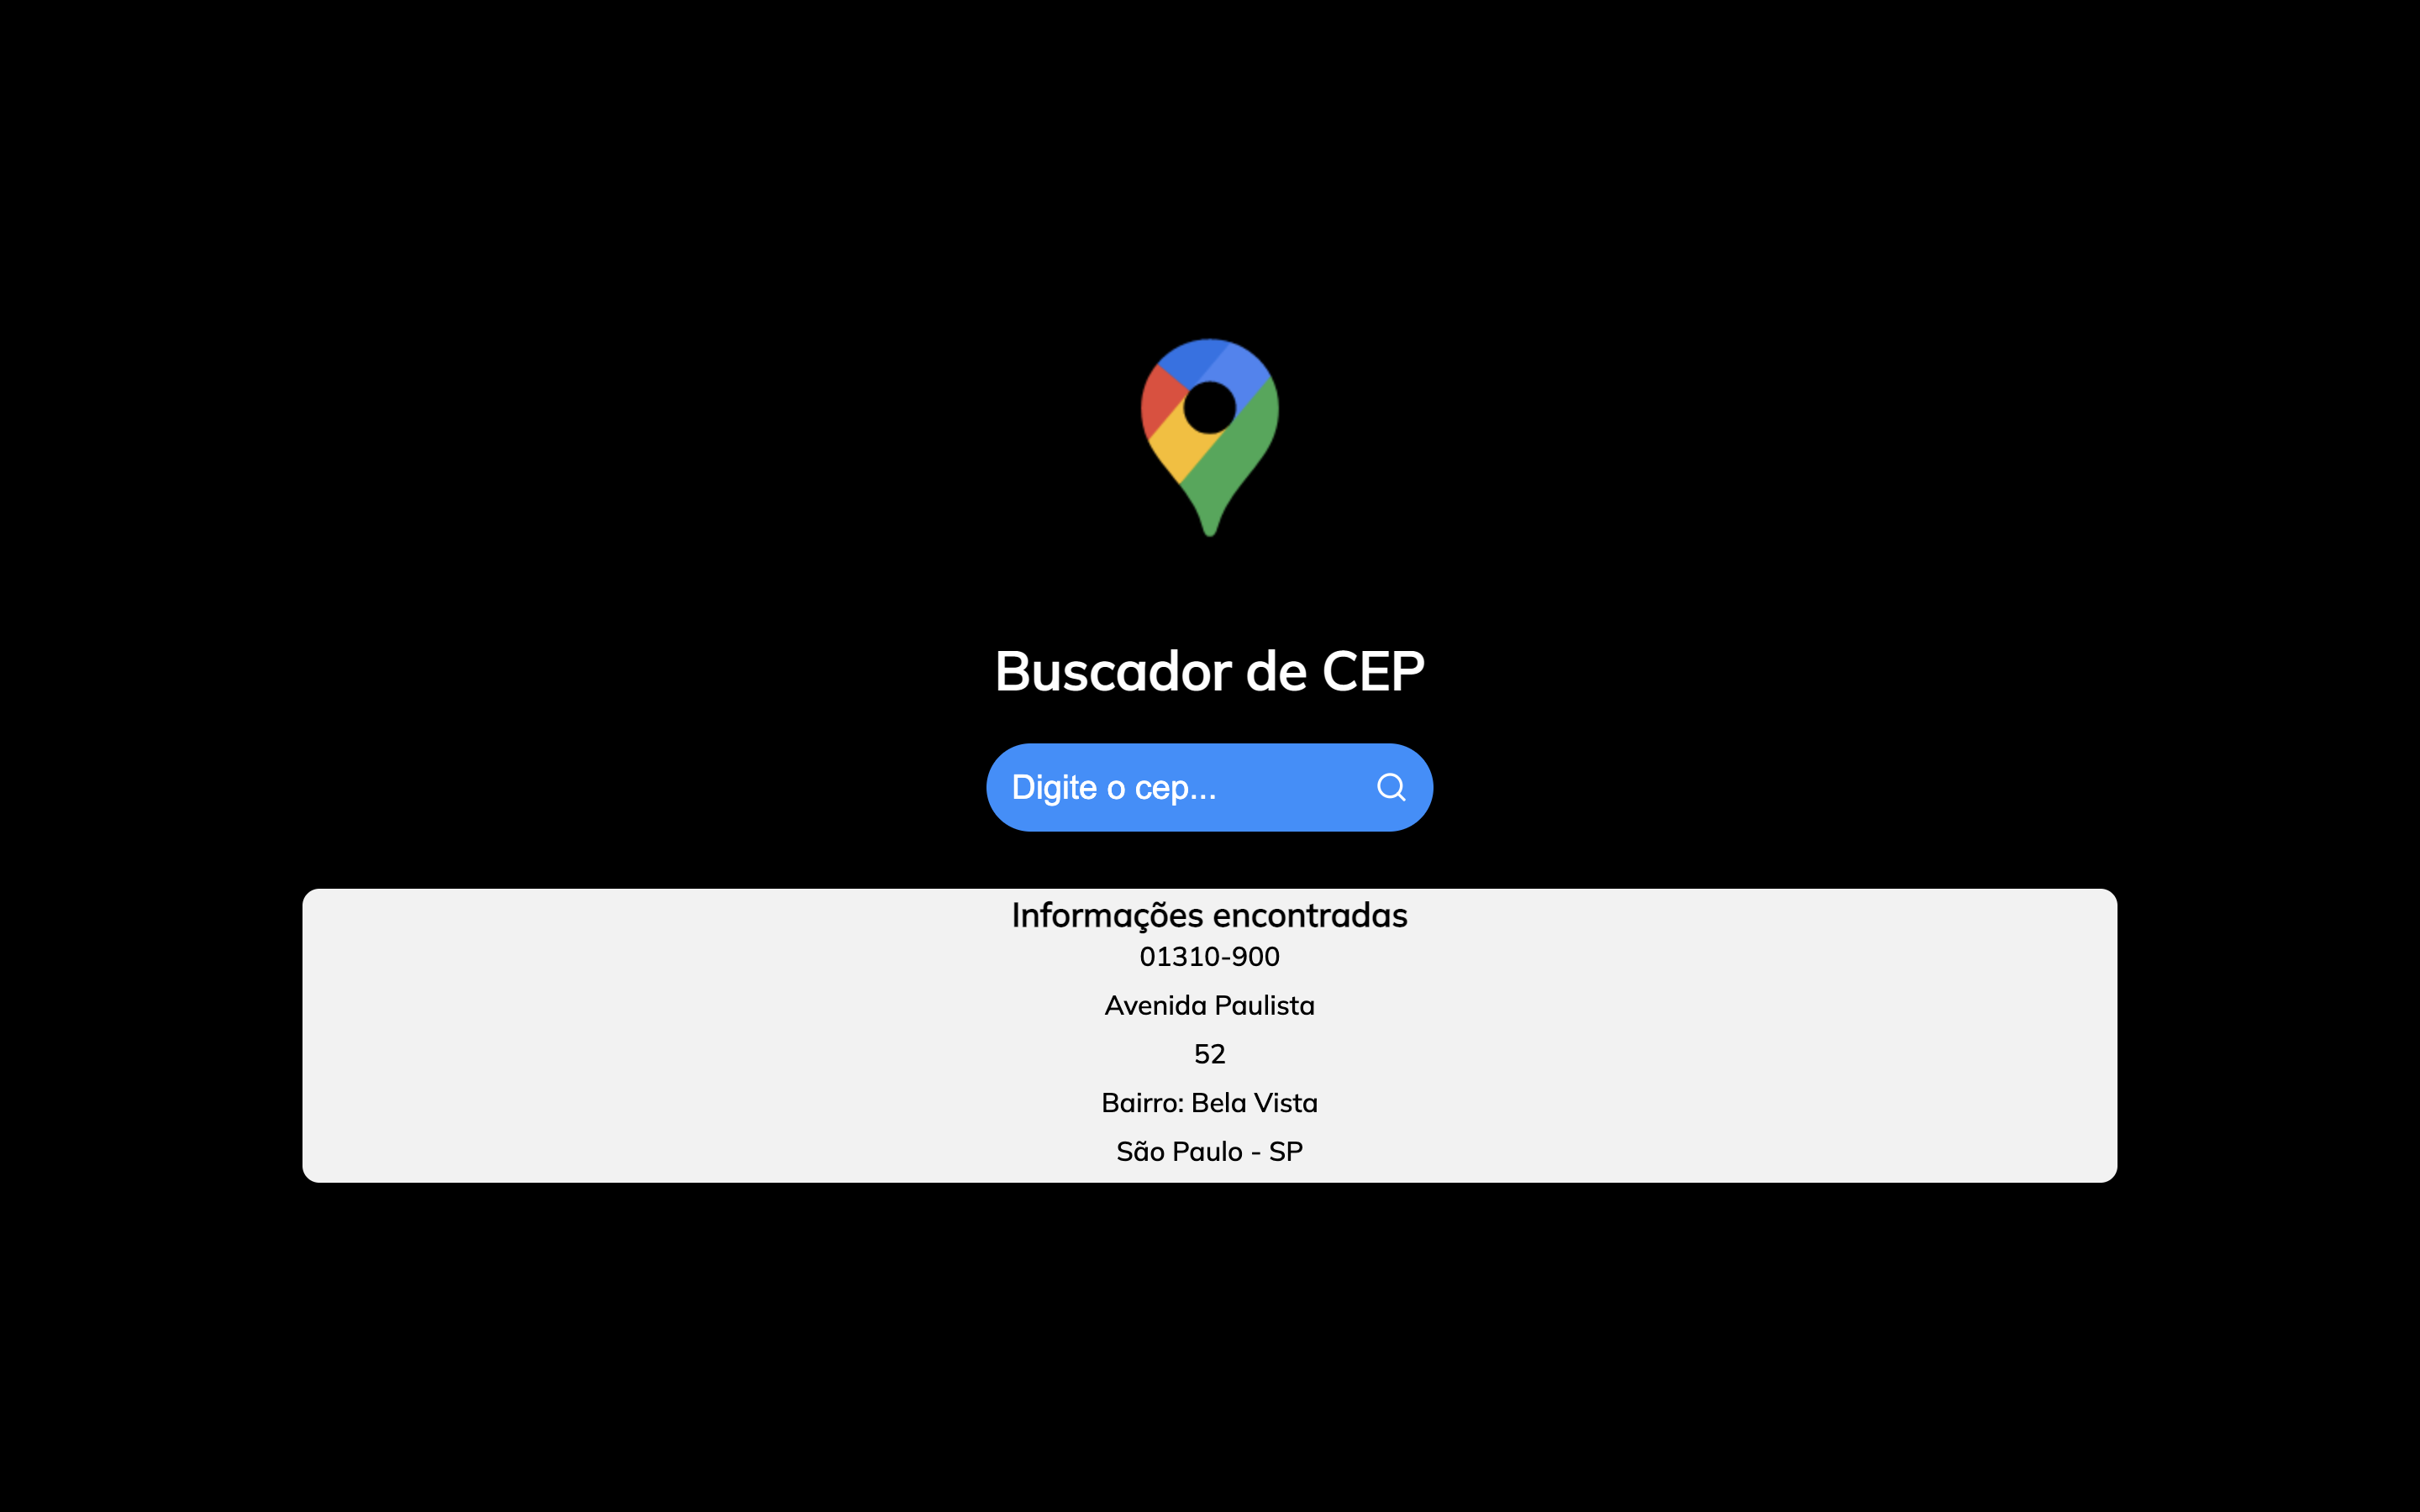 Buscador de CEP
Digite o cep...
Informações encontradas
01310-900
Avenida Paulista
52
Bairro: Bela Vista
São Paulo - SP